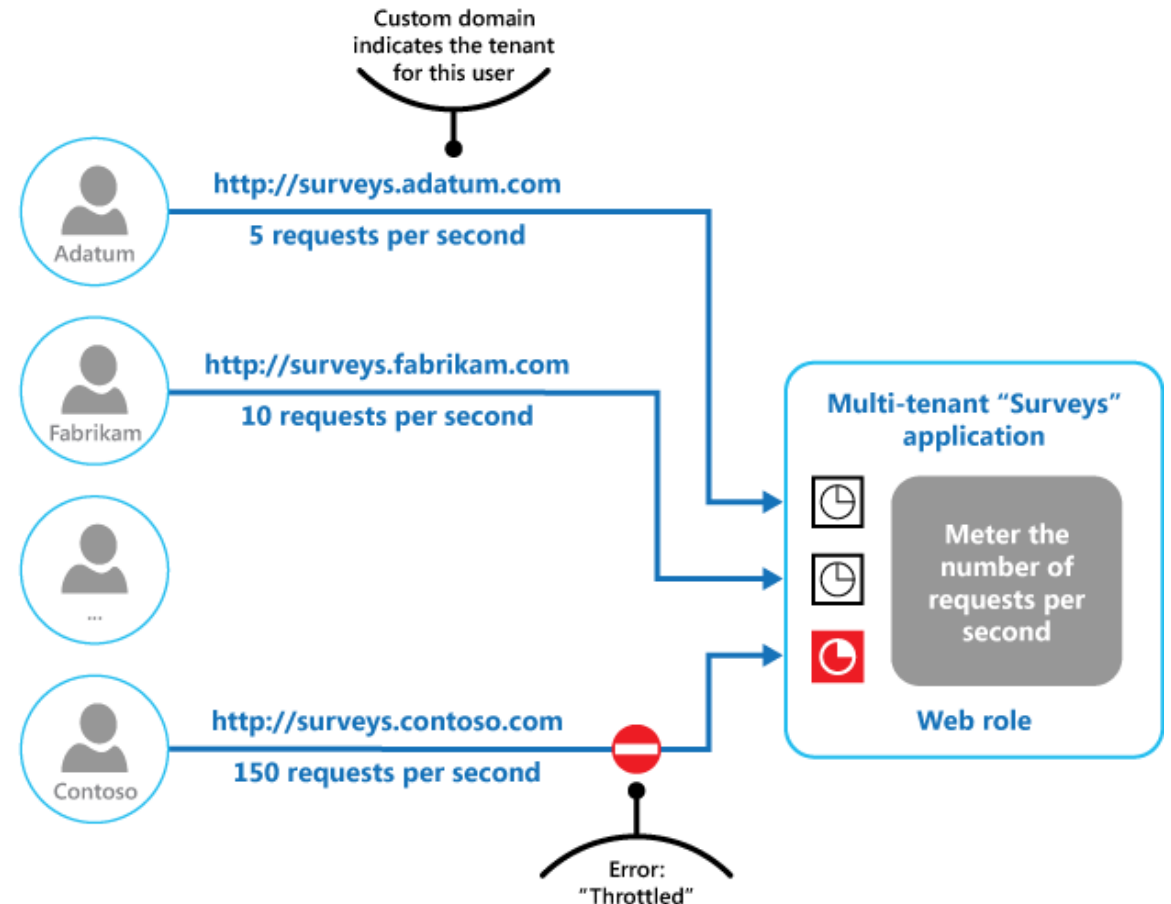 Custom domain
indicates the tenant
for this user
http://surveys.adatum.com
5 requests per second
Adatum
http://surveys.fabrikam.com
10 requests per second
Fabrikam
...
http://surveys.contoso.com
150 requests per second
Contoso
Error:
“Throttled”
Multi-tenant “Surveys”
application
Meter the
number of
requests per
second
Web role